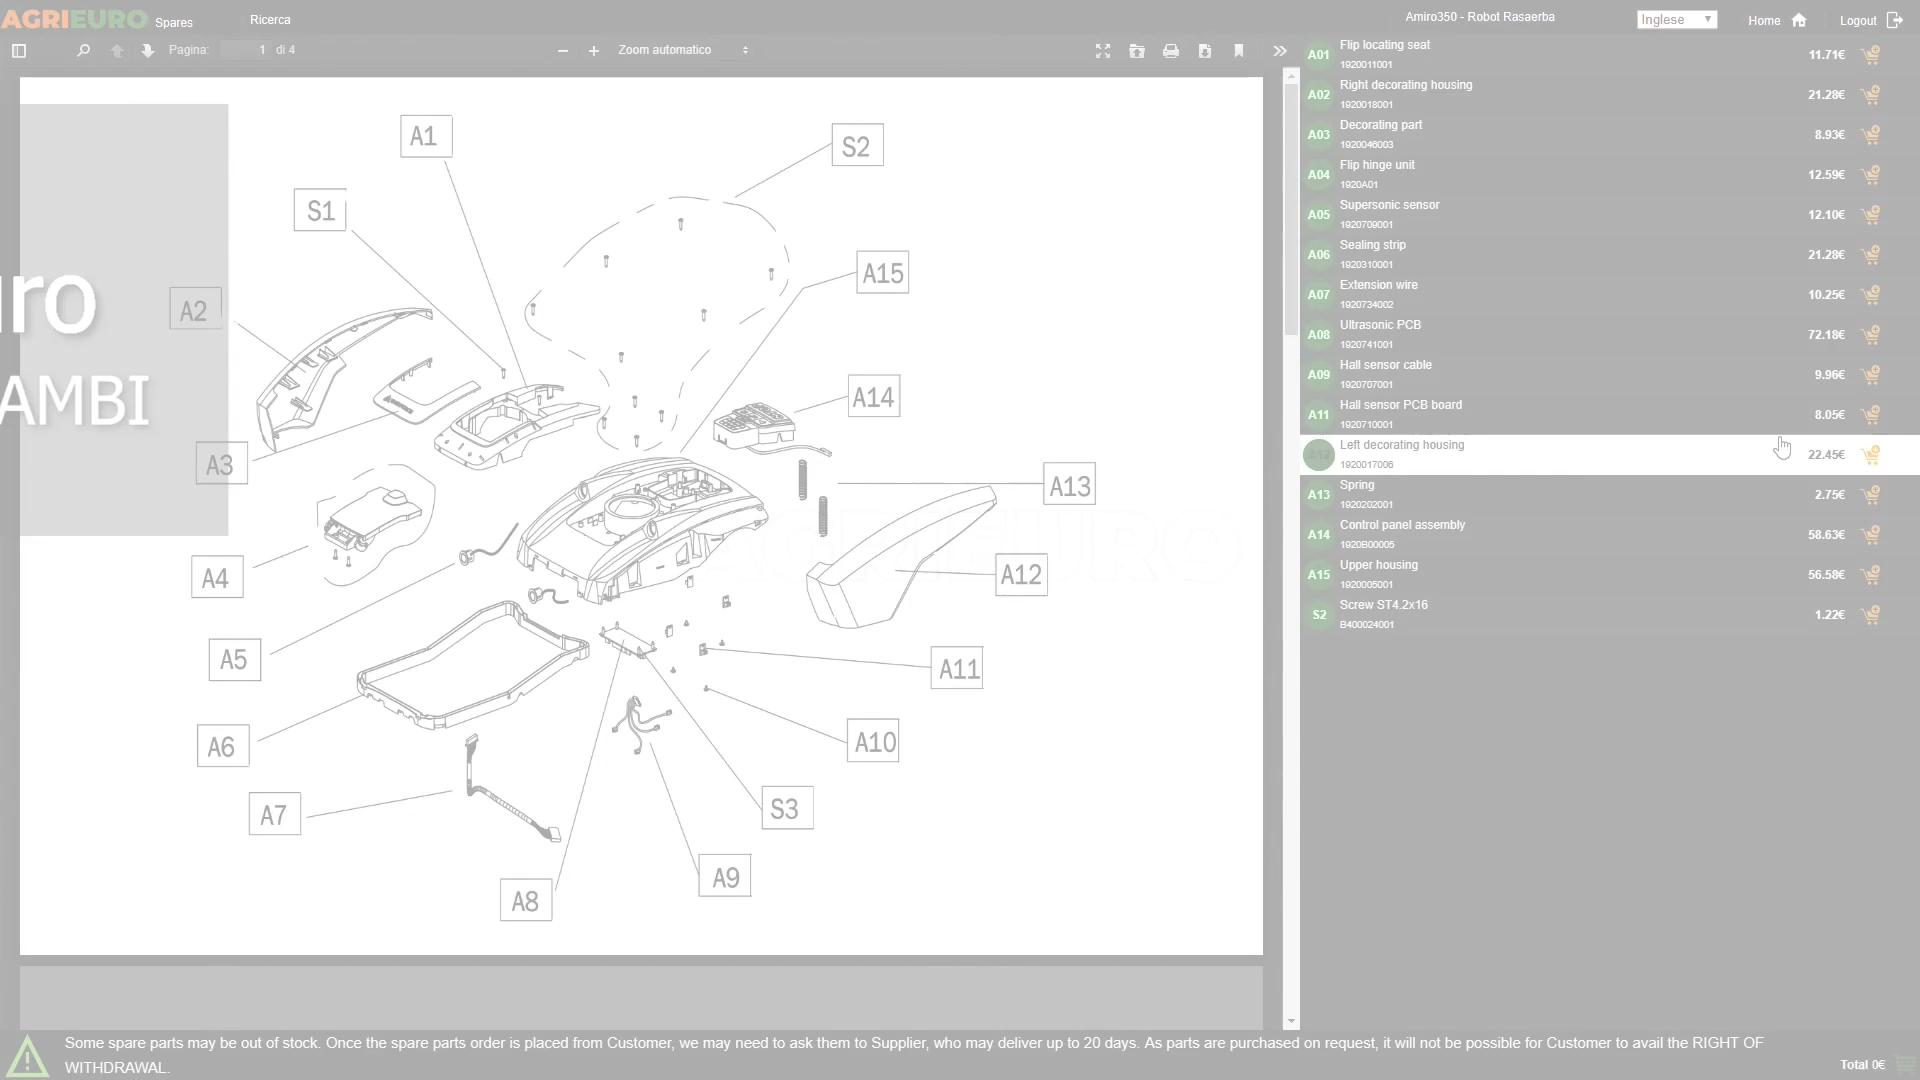 AGRIEURO Spares
Ricerca
Amiro350 - Robot Rasaerba
Inglese
Home
Logout
Pagina: 1 di 4
Zoom automatico
uro
AMBI
A1
S2
S1
A15
A2
A14
A3
A13
A4
A12
A5
A11
A6
A10
A7
S3
A9
A8
A01 Flip locating seat 11.71€
1920011001
A02 Right decorating housing 21.28€
1920018001
A03 Decorating part 8.93€
1920046003
A04 Flip hinge unit 12.59€
1920A01
A05 Supersonic sensor 12.10€
1920709001
A06 Sealing strip 21.28€
1920310001
A07 Extension wire 10.25€
1920734002
A08 Ultrasonic PCB 72.18€
1920741001
A09 Hall sensor cable 9.96€
1920707001
A11 Hall sensor PCB board 8.05€
1920710001
A12 Left decorating housing 22.45€
1920017006
A13 Spring 2.75€
1920202001
A14 Control panel assembly 58.63€
1920B00005
A15 Upper housing 56.58€
1920005001
S2 Screw ST4.2x16 1.22€
B400024001
Some spare parts may be out of stock. Once the spare parts order is placed from Customer, we may need to ask them to Supplier, who may deliver up to 20 days. As parts are purchased on request, it will not be possible for Customer to avail the RIGHT OF
WITHDRAWAL.
Total 0€